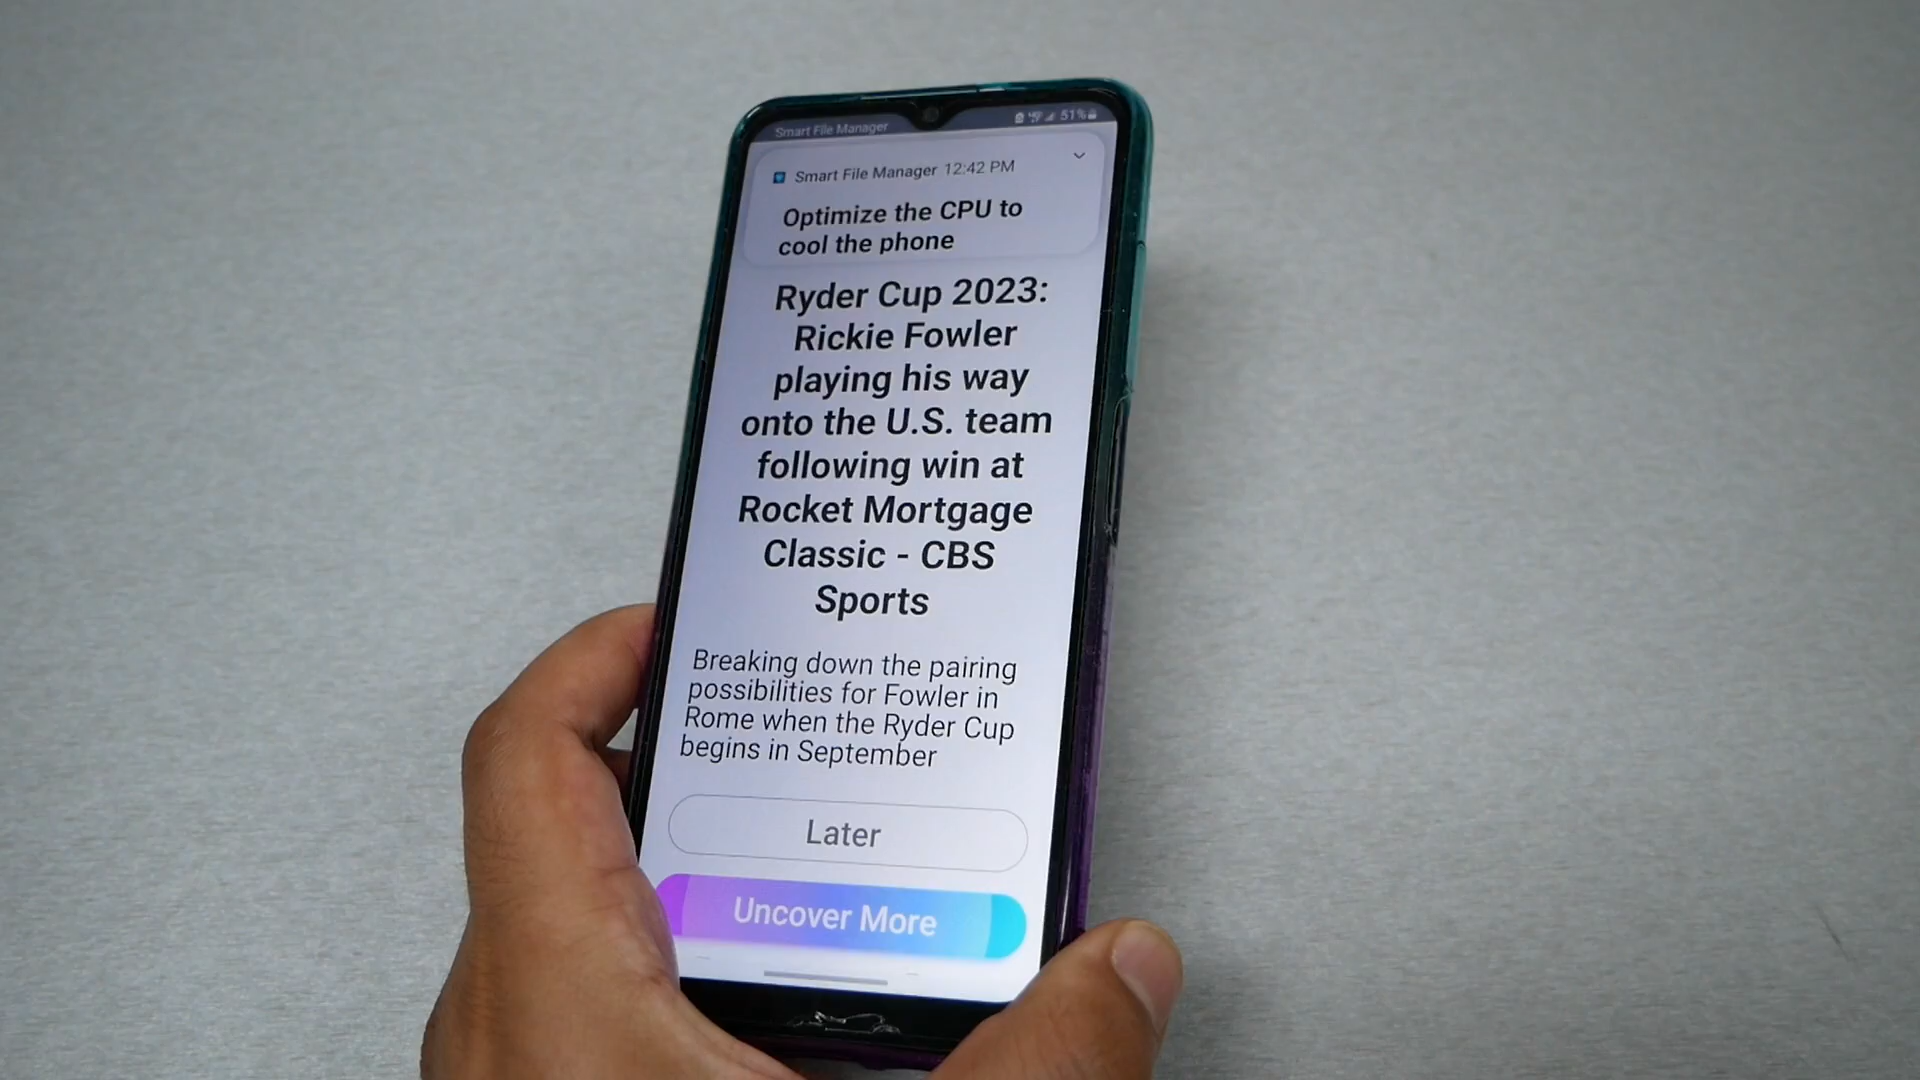 Smart File Manager
51%
Smart File Manager 12:42 PM
Optimize the CPU to
cool the phone
Ryder Cup 2023:
Rickie Fowler
playing his way
onto the U.S. team
following win at
Rocket Mortgage
Classic - CBS
Sports
Breaking down the pairing
possibilities for Fowler in
Rome when the Ryder Cup
begins in September
Later
Uncover More